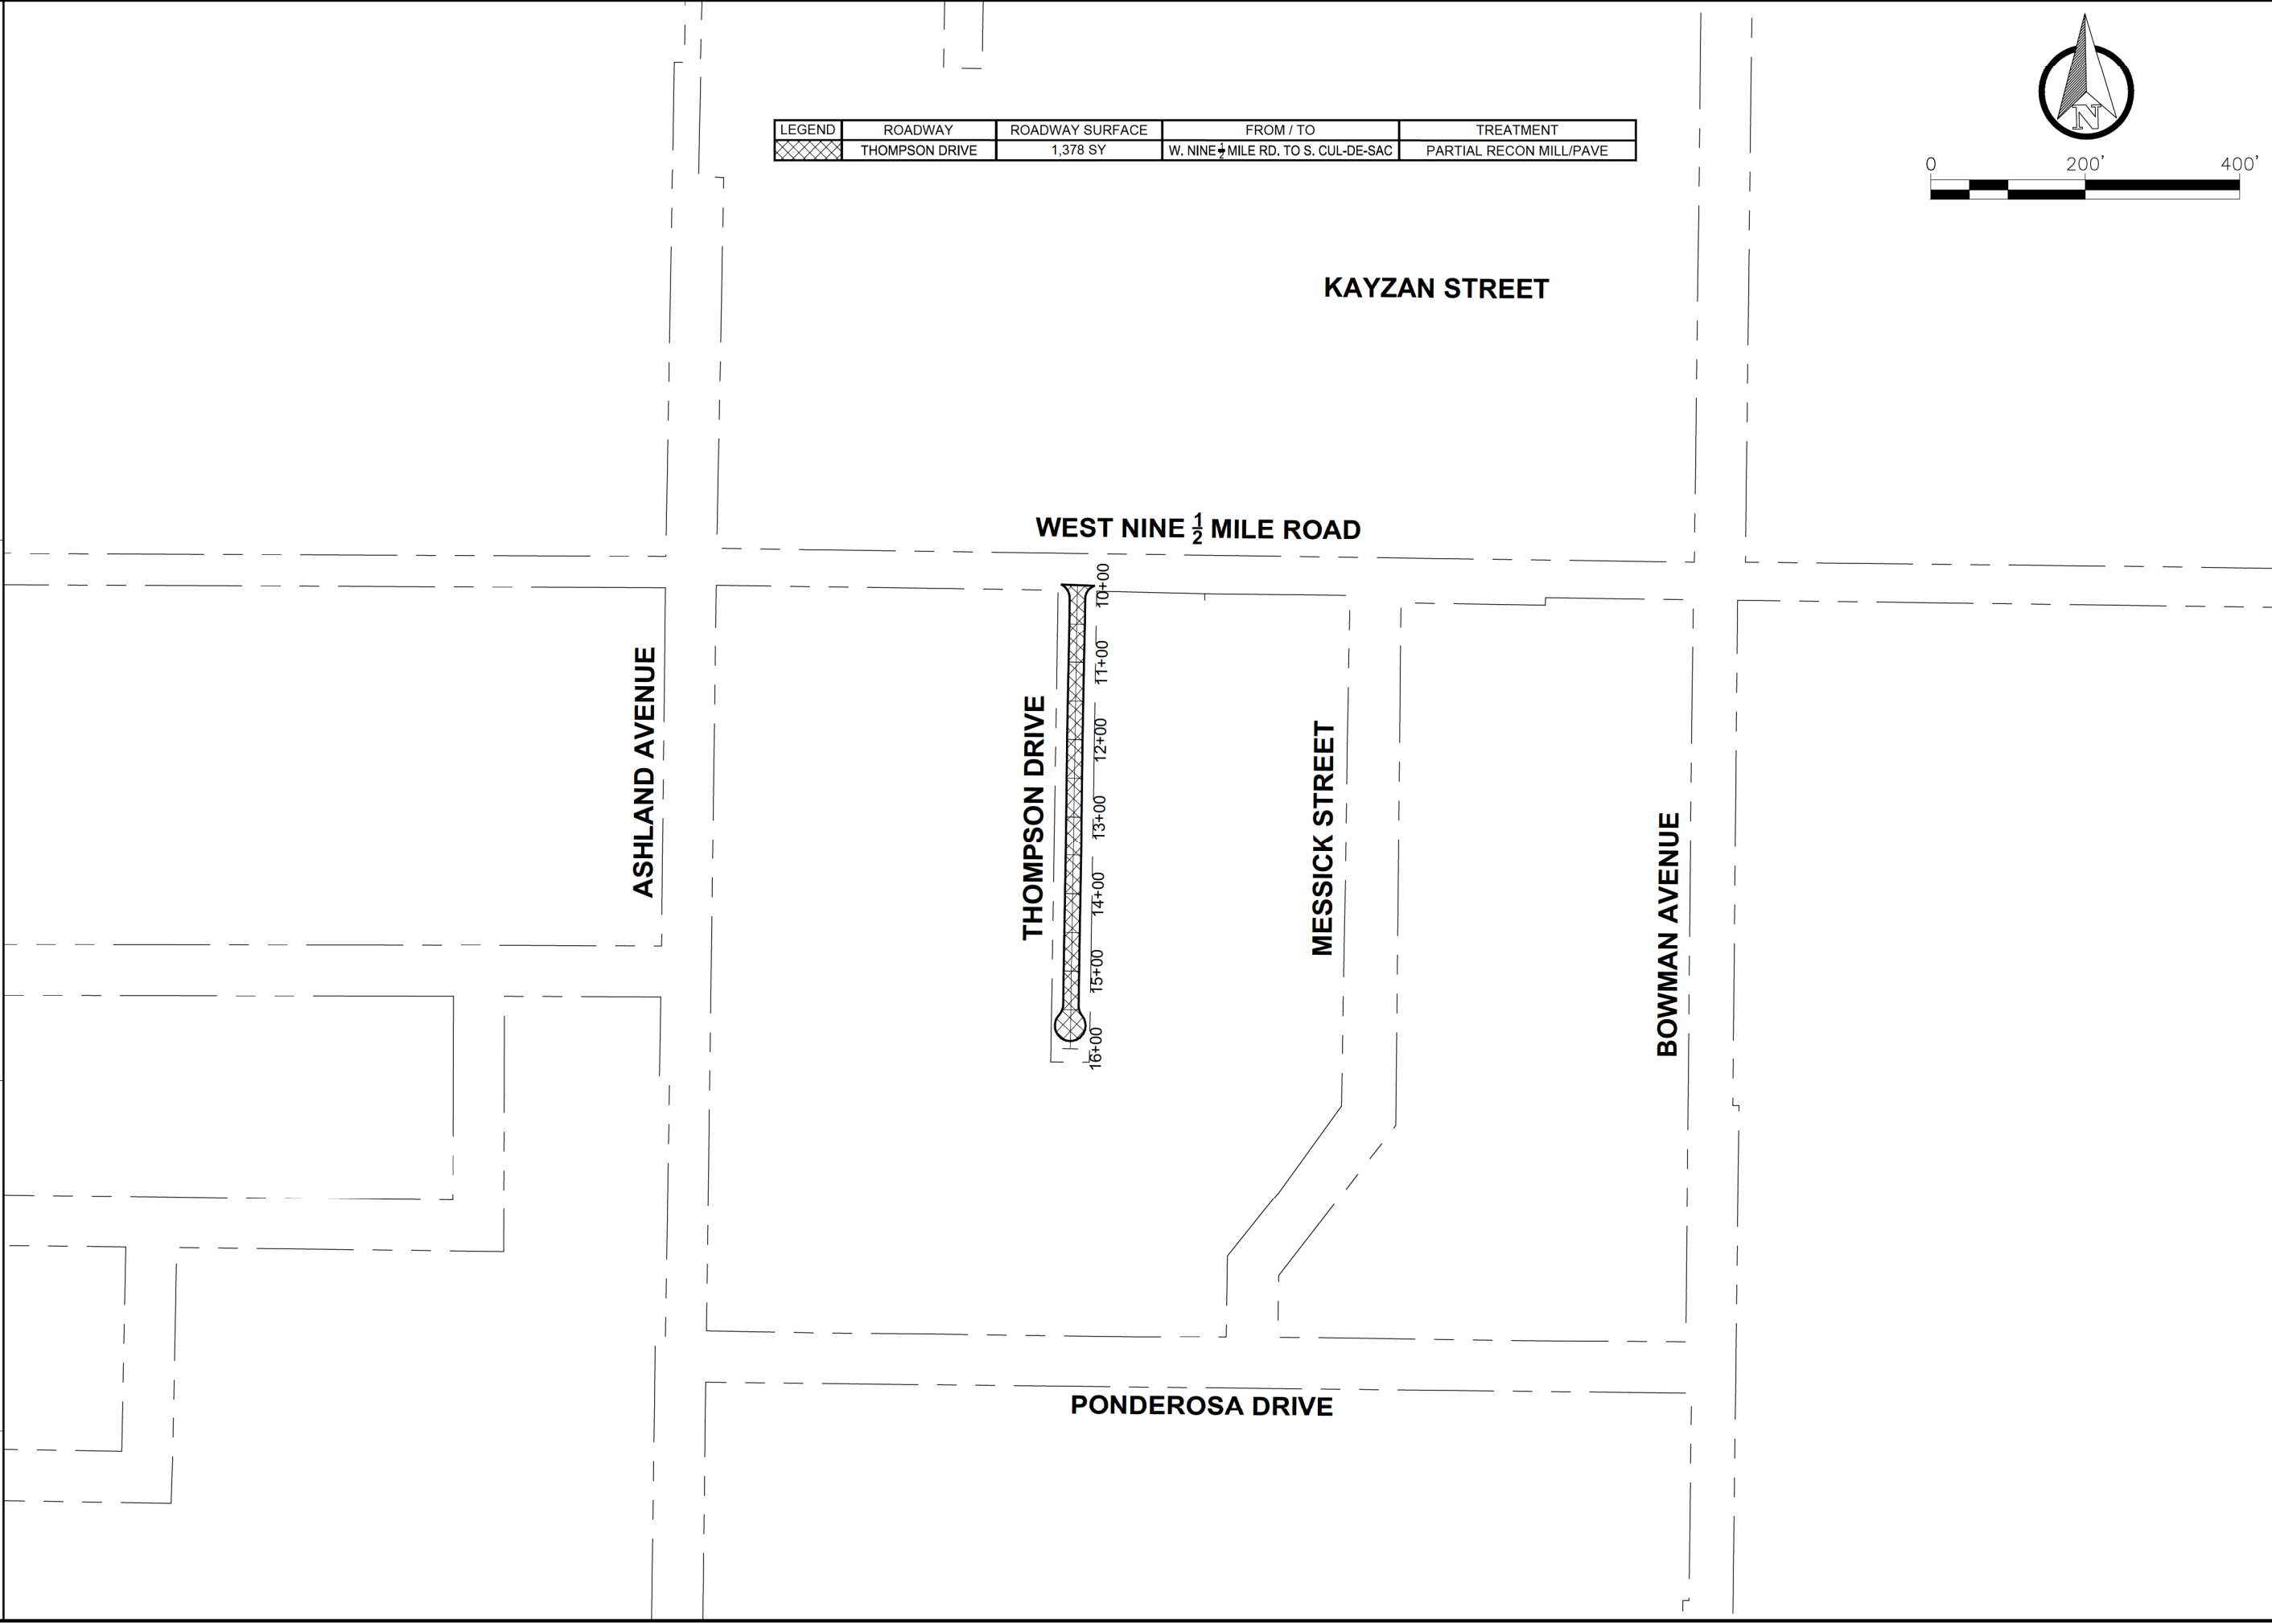 N
0 200' 400'
LEGEND ROADWAY ROADWAY SURFACE FROM / TO TREATMENT
THOMPSON DRIVE 1,378 SY W. NINE 1/2 MILE RD. TO S. CUL-DE-SAC PARTIAL RECON MILL/PAVE
KAYZAN STREET
WEST NINE 1/2 MILE ROAD
ASHLAND AVENUE
THOMPSON DRIVE
10+00
11+00
12+00
13+00
14+00
15+00
16+00
MESSICK STREET
BOWMAN AVENUE
PONDEROSA DRIVE